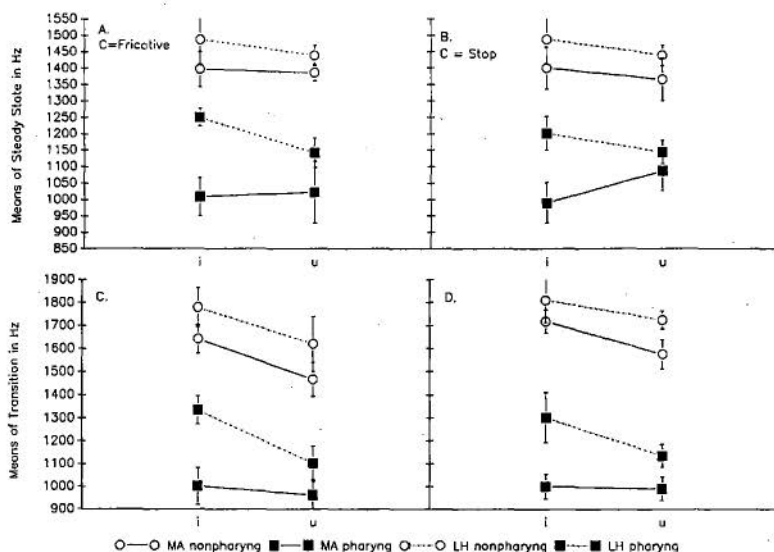 Means of Steady State in Hz
1550
1500
1450
1400
1350
1300
1250
1200
1150
1100
1050
1000
950
900
850
A.
C=Fricotive
i
u
B.
C = Stop
i
u
Means of Transition in Hz
1900
1800
1700
1600
1500
1400
1300
1200
1100
1000
900
C.
i
u
D.
i
u
MA nonpharyng MA pharyng LH nonpharyng LH pharyng